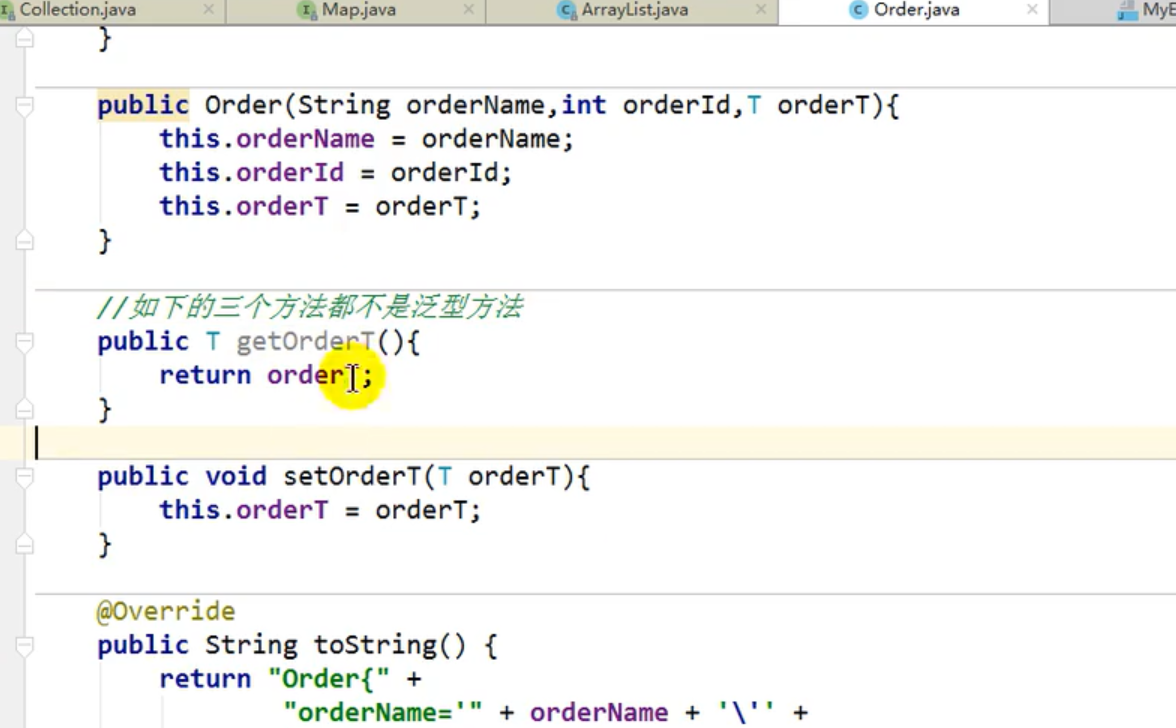 Collection.java Map.java ArrayList.java Order.java MyE
}
public Order(String orderName,int orderId,T orderT){
this.orderName = orderName;
this.orderId = orderId;
this.orderT = orderT;
}
//如下的三个方法都不是泛型方法
public T getOrderT(){
return orderT;
}
public void setOrderT(T orderT){
this.orderT = orderT;
}
@Override
public String toString() {
return "Order{" +
"orderName='" + orderName + '\'' +